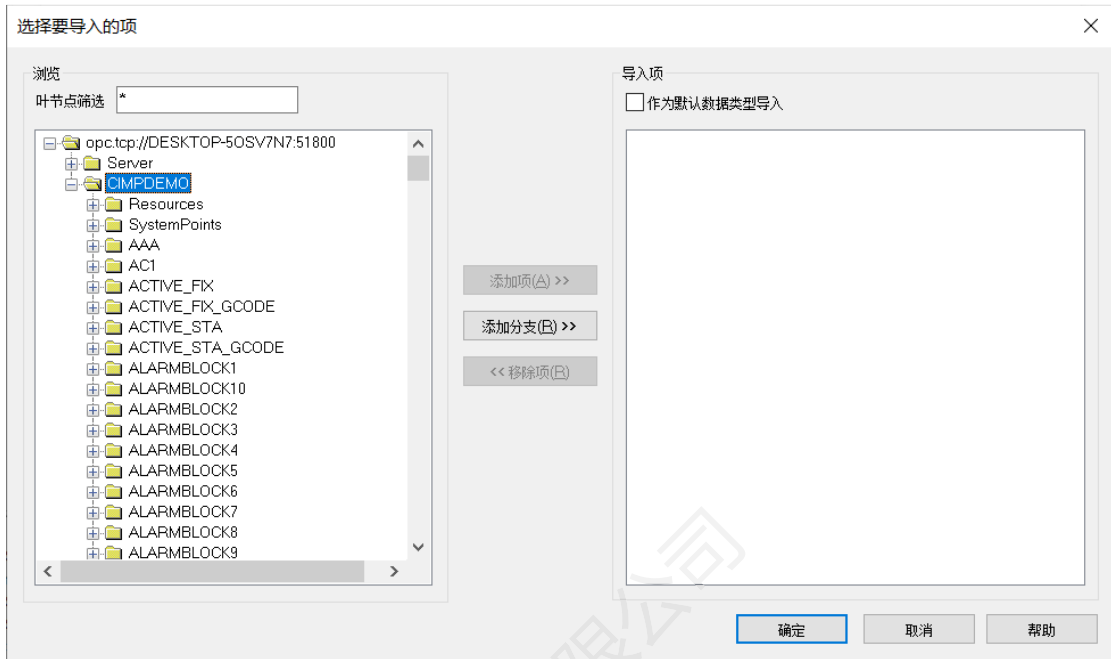 选择要导入的项
浏览
叶节点筛选 *
opc.tcp://DESKTOP-5OSV7N7:51800
Server
CIMPDEMO
Resources
SystemPoints
AAA
AC1
ACTIVE_FIX
ACTIVE_FIX_GCODE
ACTIVE_STA
ACTIVE_STA_GCODE
ALARMBLOCK1
ALARMBLOCK10
ALARMBLOCK2
ALARMBLOCK3
ALARMBLOCK4
ALARMBLOCK5
ALARMBLOCK6
ALARMBLOCK7
ALARMBLOCK8
ALARMBLOCK9
添加项(A) >>
添加分支(R) >>
<< 移除项(R)
导入项
作为默认数据类型导入
限公司
确定 取消 帮助